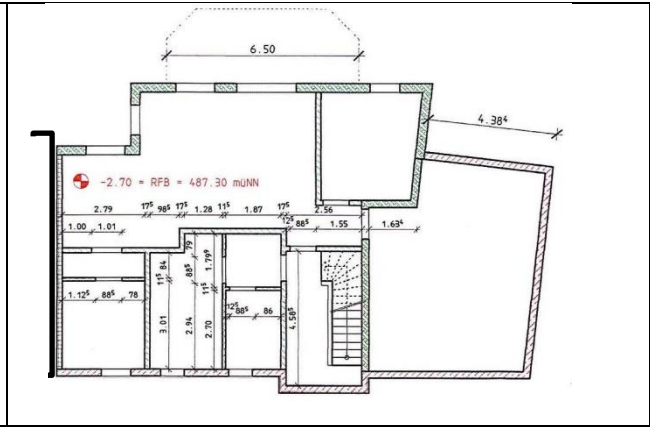 6.50
4.38⁴
-2.70 = RFB = 487.30 müNN
2.79 17⁵ 98⁵ 17⁵ 1.28 11⁵ 1.87 17⁵ 2.56
1.00 1.01 12⁵ 88⁵ 1.55 1.63⁴
11⁵ 84 79 88⁵ 1.79⁹
1.12⁵ 88⁵ 78 3.01 2.94 11⁵ 2.70 12⁵ 88⁵ 86 4.58⁵